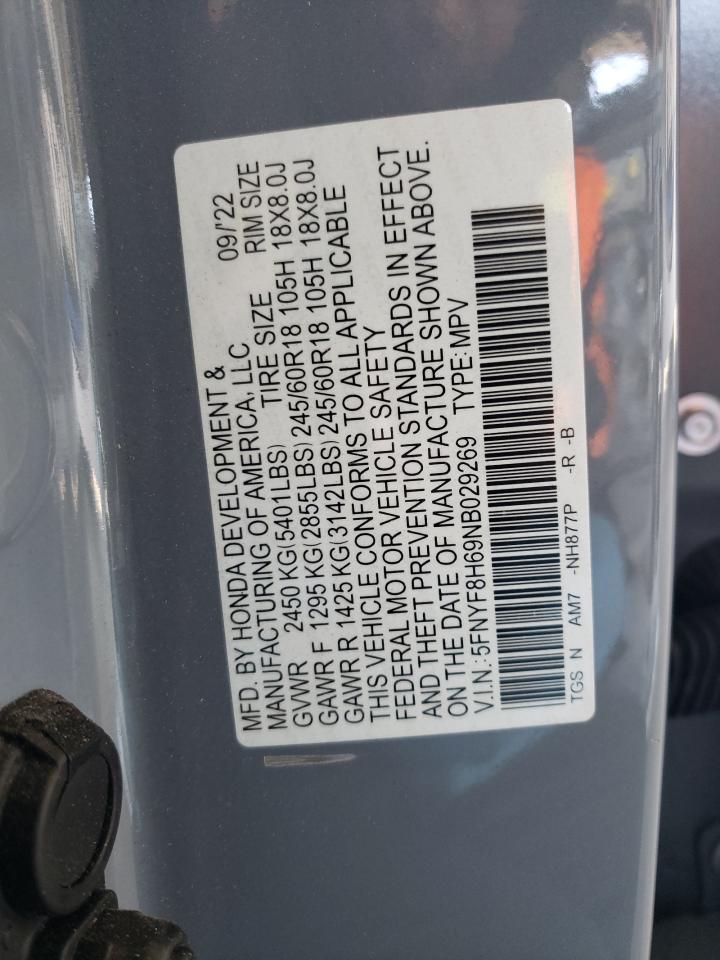 MFD. BY HONDA DEVELOPMENT & 09/'22
MANUFACTURING OF AMERICA, LLC
GVWR 2450 KG(5401LBS) TIRE SIZE RIM SIZE
GAWR F 1295 KG(2855LBS) 245/60R18 105H 18X8.0J
GAWR R 1425 KG(3142LBS) 245/60R18 105H 18X8.0J
THIS VEHICLE CONFORMS TO ALL APPLICABLE
FEDERAL MOTOR VEHICLE SAFETY
AND THEFT PREVENTION STANDARDS IN EFFECT
ON THE DATE OF MANUFACTURE SHOWN ABOVE.
V.I.N.:5FNYF8H69NB029269 TYPE:MPV
TGS N AM7 -NH877P -R -B